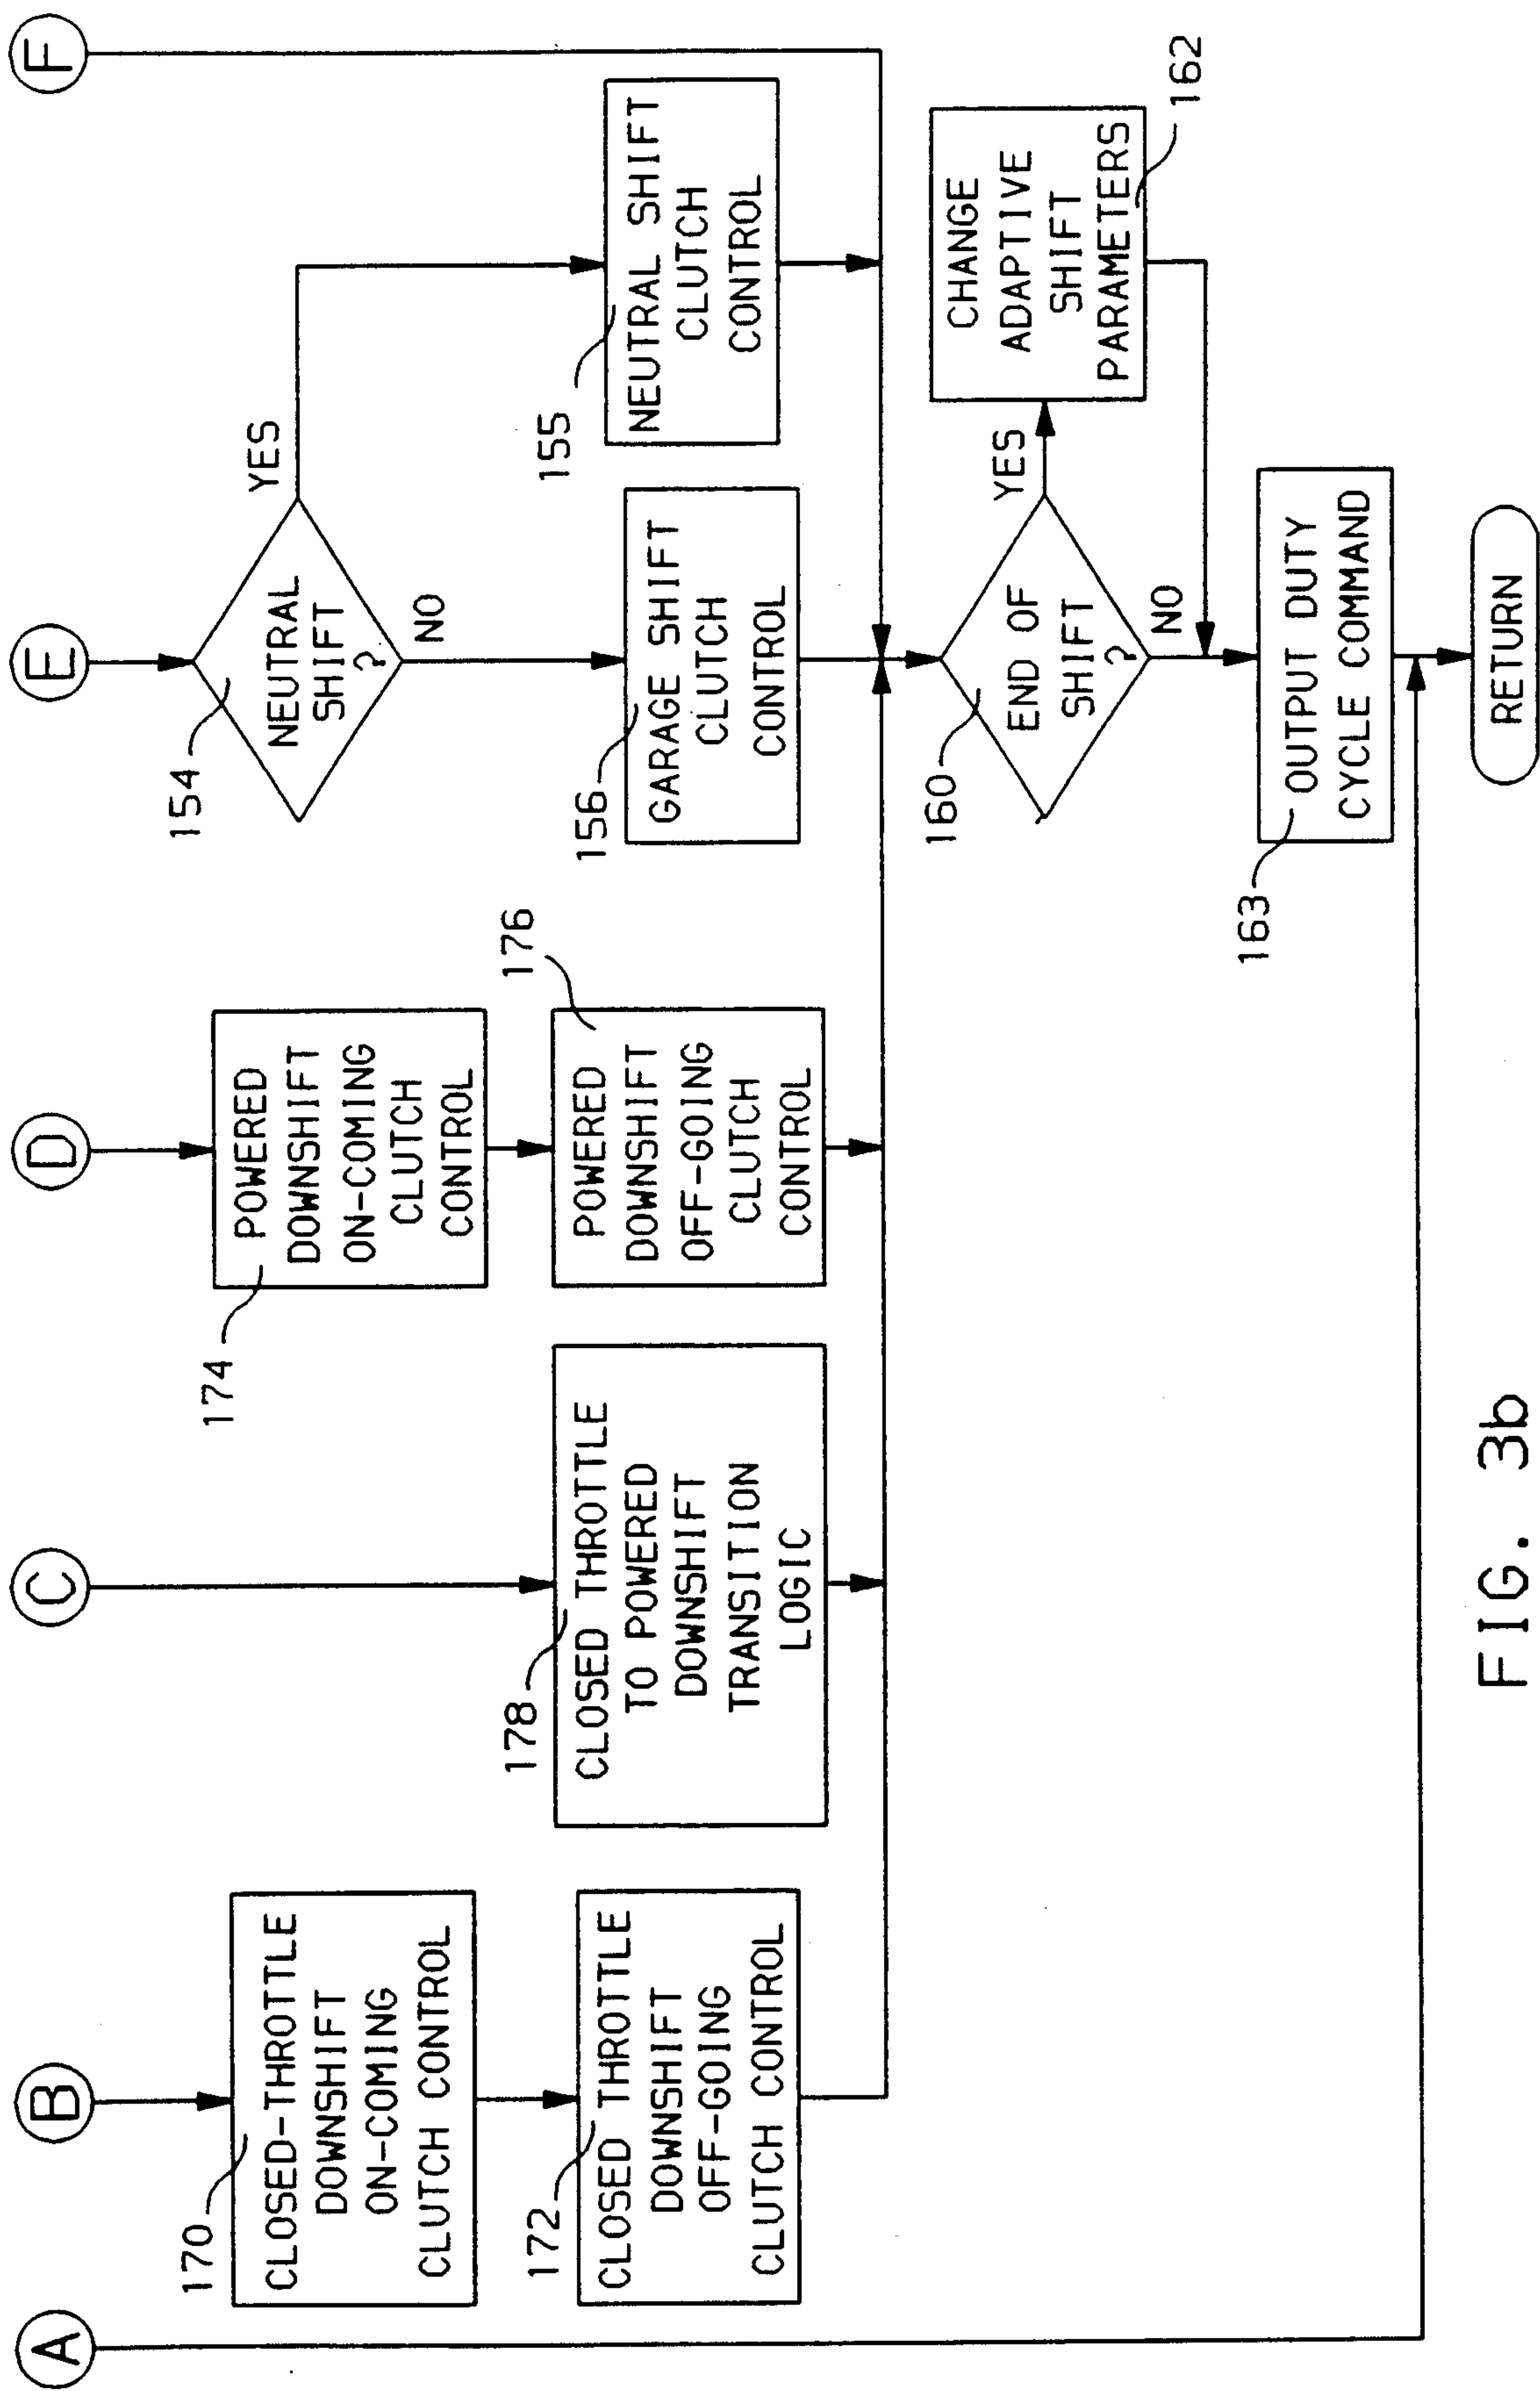 A
B
C
D
E
F
170
CLOSED-THROTTLE
DOWNSHIFT
ON-COMING
CLUTCH CONTROL
172
CLOSED THROTTLE
DOWNSHIFT
OFF-GOING
CLUTCH CONTROL
178
CLOSED THROTTLE
TO POWERED
DOWNSHIFT
TRANSITION
LOGIC
174
POWERED
DOWNSHIFT
ON-COMING
CLUTCH
CONTROL
176
POWERED
DOWNSHIFT
OFF-GOING
CLUTCH
CONTROL
154
NEUTRAL
SHIFT
?
YES
NO
156
GARAGE SHIFT
CLUTCH
CONTROL
155
NEUTRAL SHIFT
CLUTCH
CONTROL
160
END OF
SHIFT
?
YES
NO
CHANGE
ADAPTIVE
SHIFT
PARAMETERS
162
163
OUTPUT DUTY
CYCLE COMMAND
RETURN
FIG. 3b